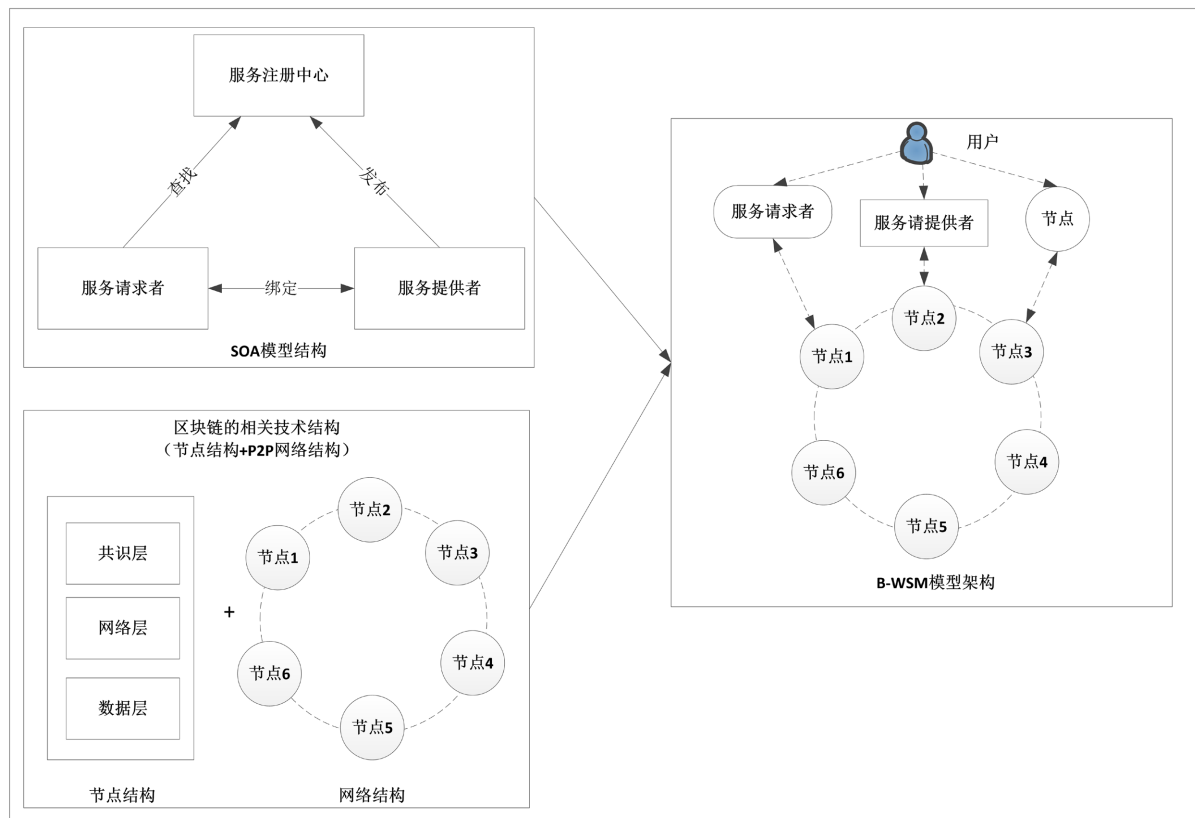 服务注册中心
查找
发布
服务请求者
绑定
服务提供者
SOA模型结构
区块链的相关技术结构
（节点结构+P2P网络结构）
共识层
网络层
数据层
+
节点1
节点2
节点3
节点4
节点5
节点6
节点结构
网络结构
用户
服务请求者
服务请提供者
节点
节点1
节点2
节点3
节点4
节点5
节点6
B-WSM模型架构